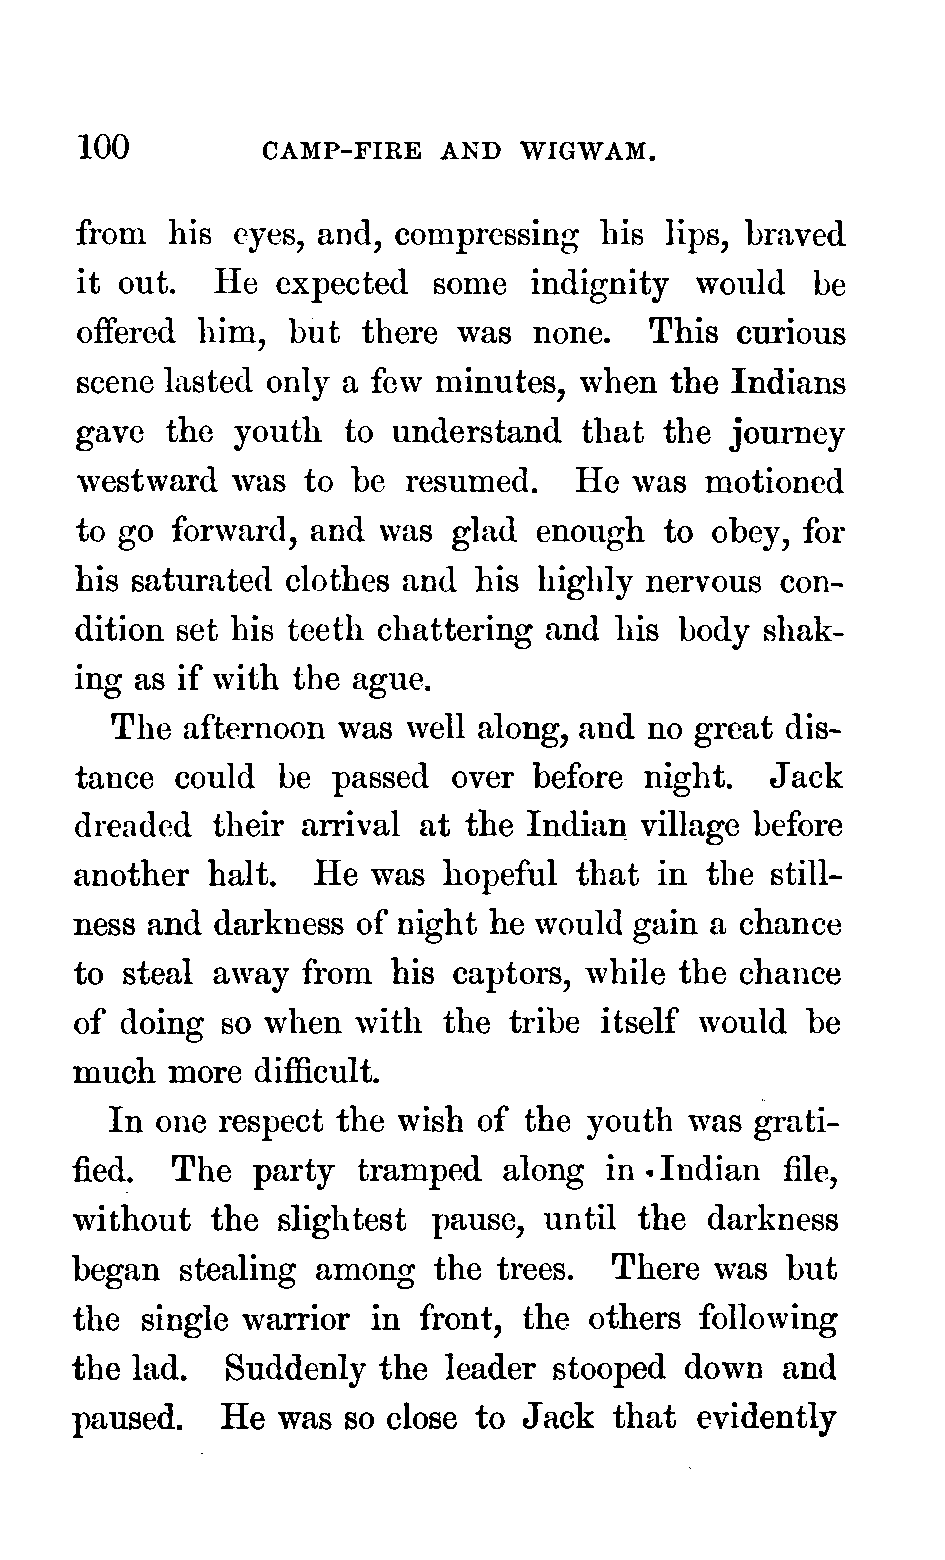 100 CAMP-FIRE AND WIGWAM.
from his eyes, and, compressing his lips, braved
it out. He expected some indignity would be
offered him, but there was none. This curious
scene lasted only a few minutes, when the Indians
gave the youth to understand that the journey
westward was to be resumed. He was motioned
to go forward, and was glad enough to obey, for
his saturated clothes and his highly nervous con-
dition set his teeth chattering and his body shak-
ing as if with the ague.
The afternoon was well along, and no great dis-
tance could be passed over before night. Jack
dreaded their arrival at the Indian village before
another halt. He was hopeful that in the still-
ness and darkness of night he would gain a chance
to steal away from his captors, while the chance
of doing so when with the tribe itself would be
much more difficult.
In one respect the wish of the youth was grati-
fied. The party tramped along in Indian file,
without the slightest pause, until the darkness
began stealing among the trees. There was but
the single warrior in front, the others following
the lad. Suddenly the leader stooped down and
paused. He was so close to Jack that evidently